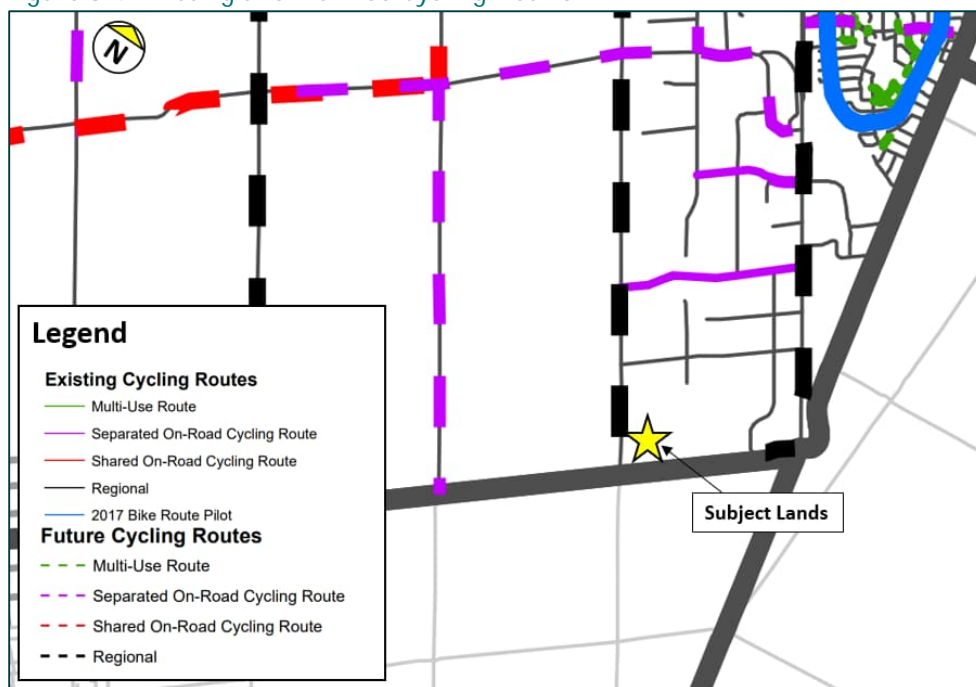 N
Legend
Existing Cycling Routes
Multi-Use Route
Separated On-Road Cycling Route
Shared On-Road Cycling Route
Regional
2017 Bike Route Pilot
Future Cycling Routes
Multi-Use Route
Separated On-Road Cycling Route
Shared On-Road Cycling Route
Regional
Subject Lands